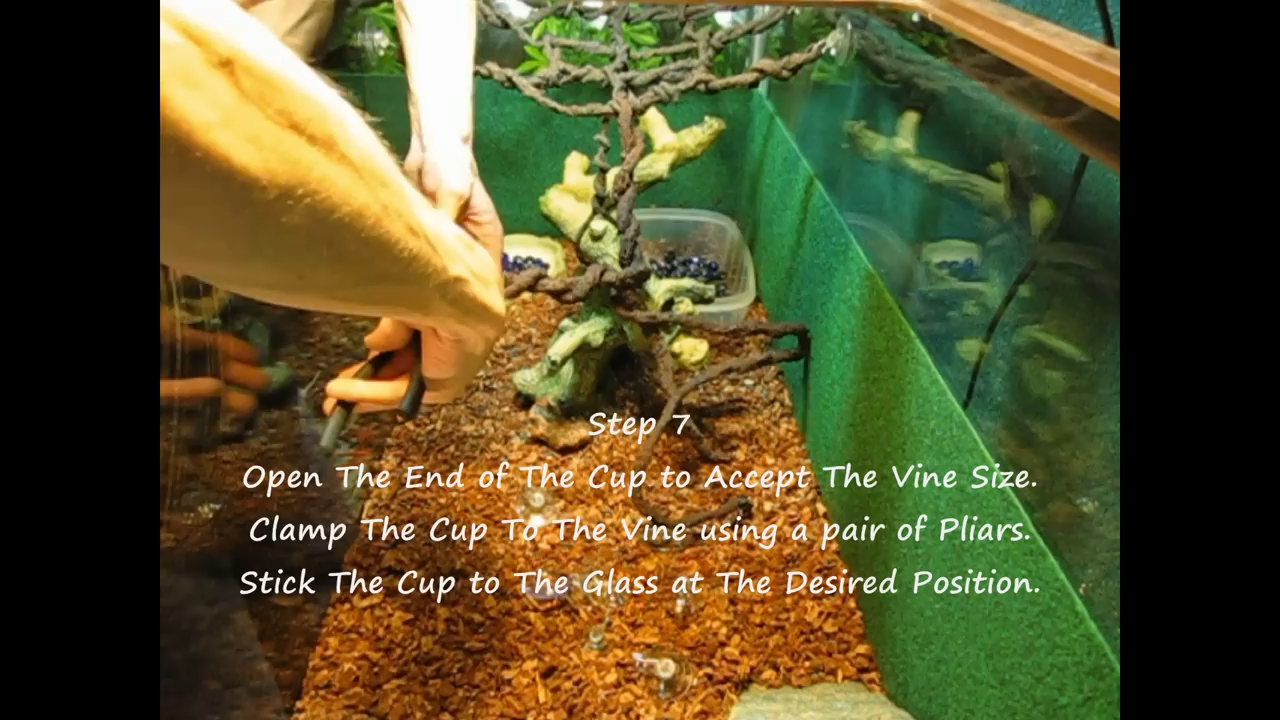 Step 7
Open The End of The Cup to Accept The Vine Size.
Clamp The Cup To The Vine using a pair of Pliars.
Stick The Cup to The Glass at The Desired Position.